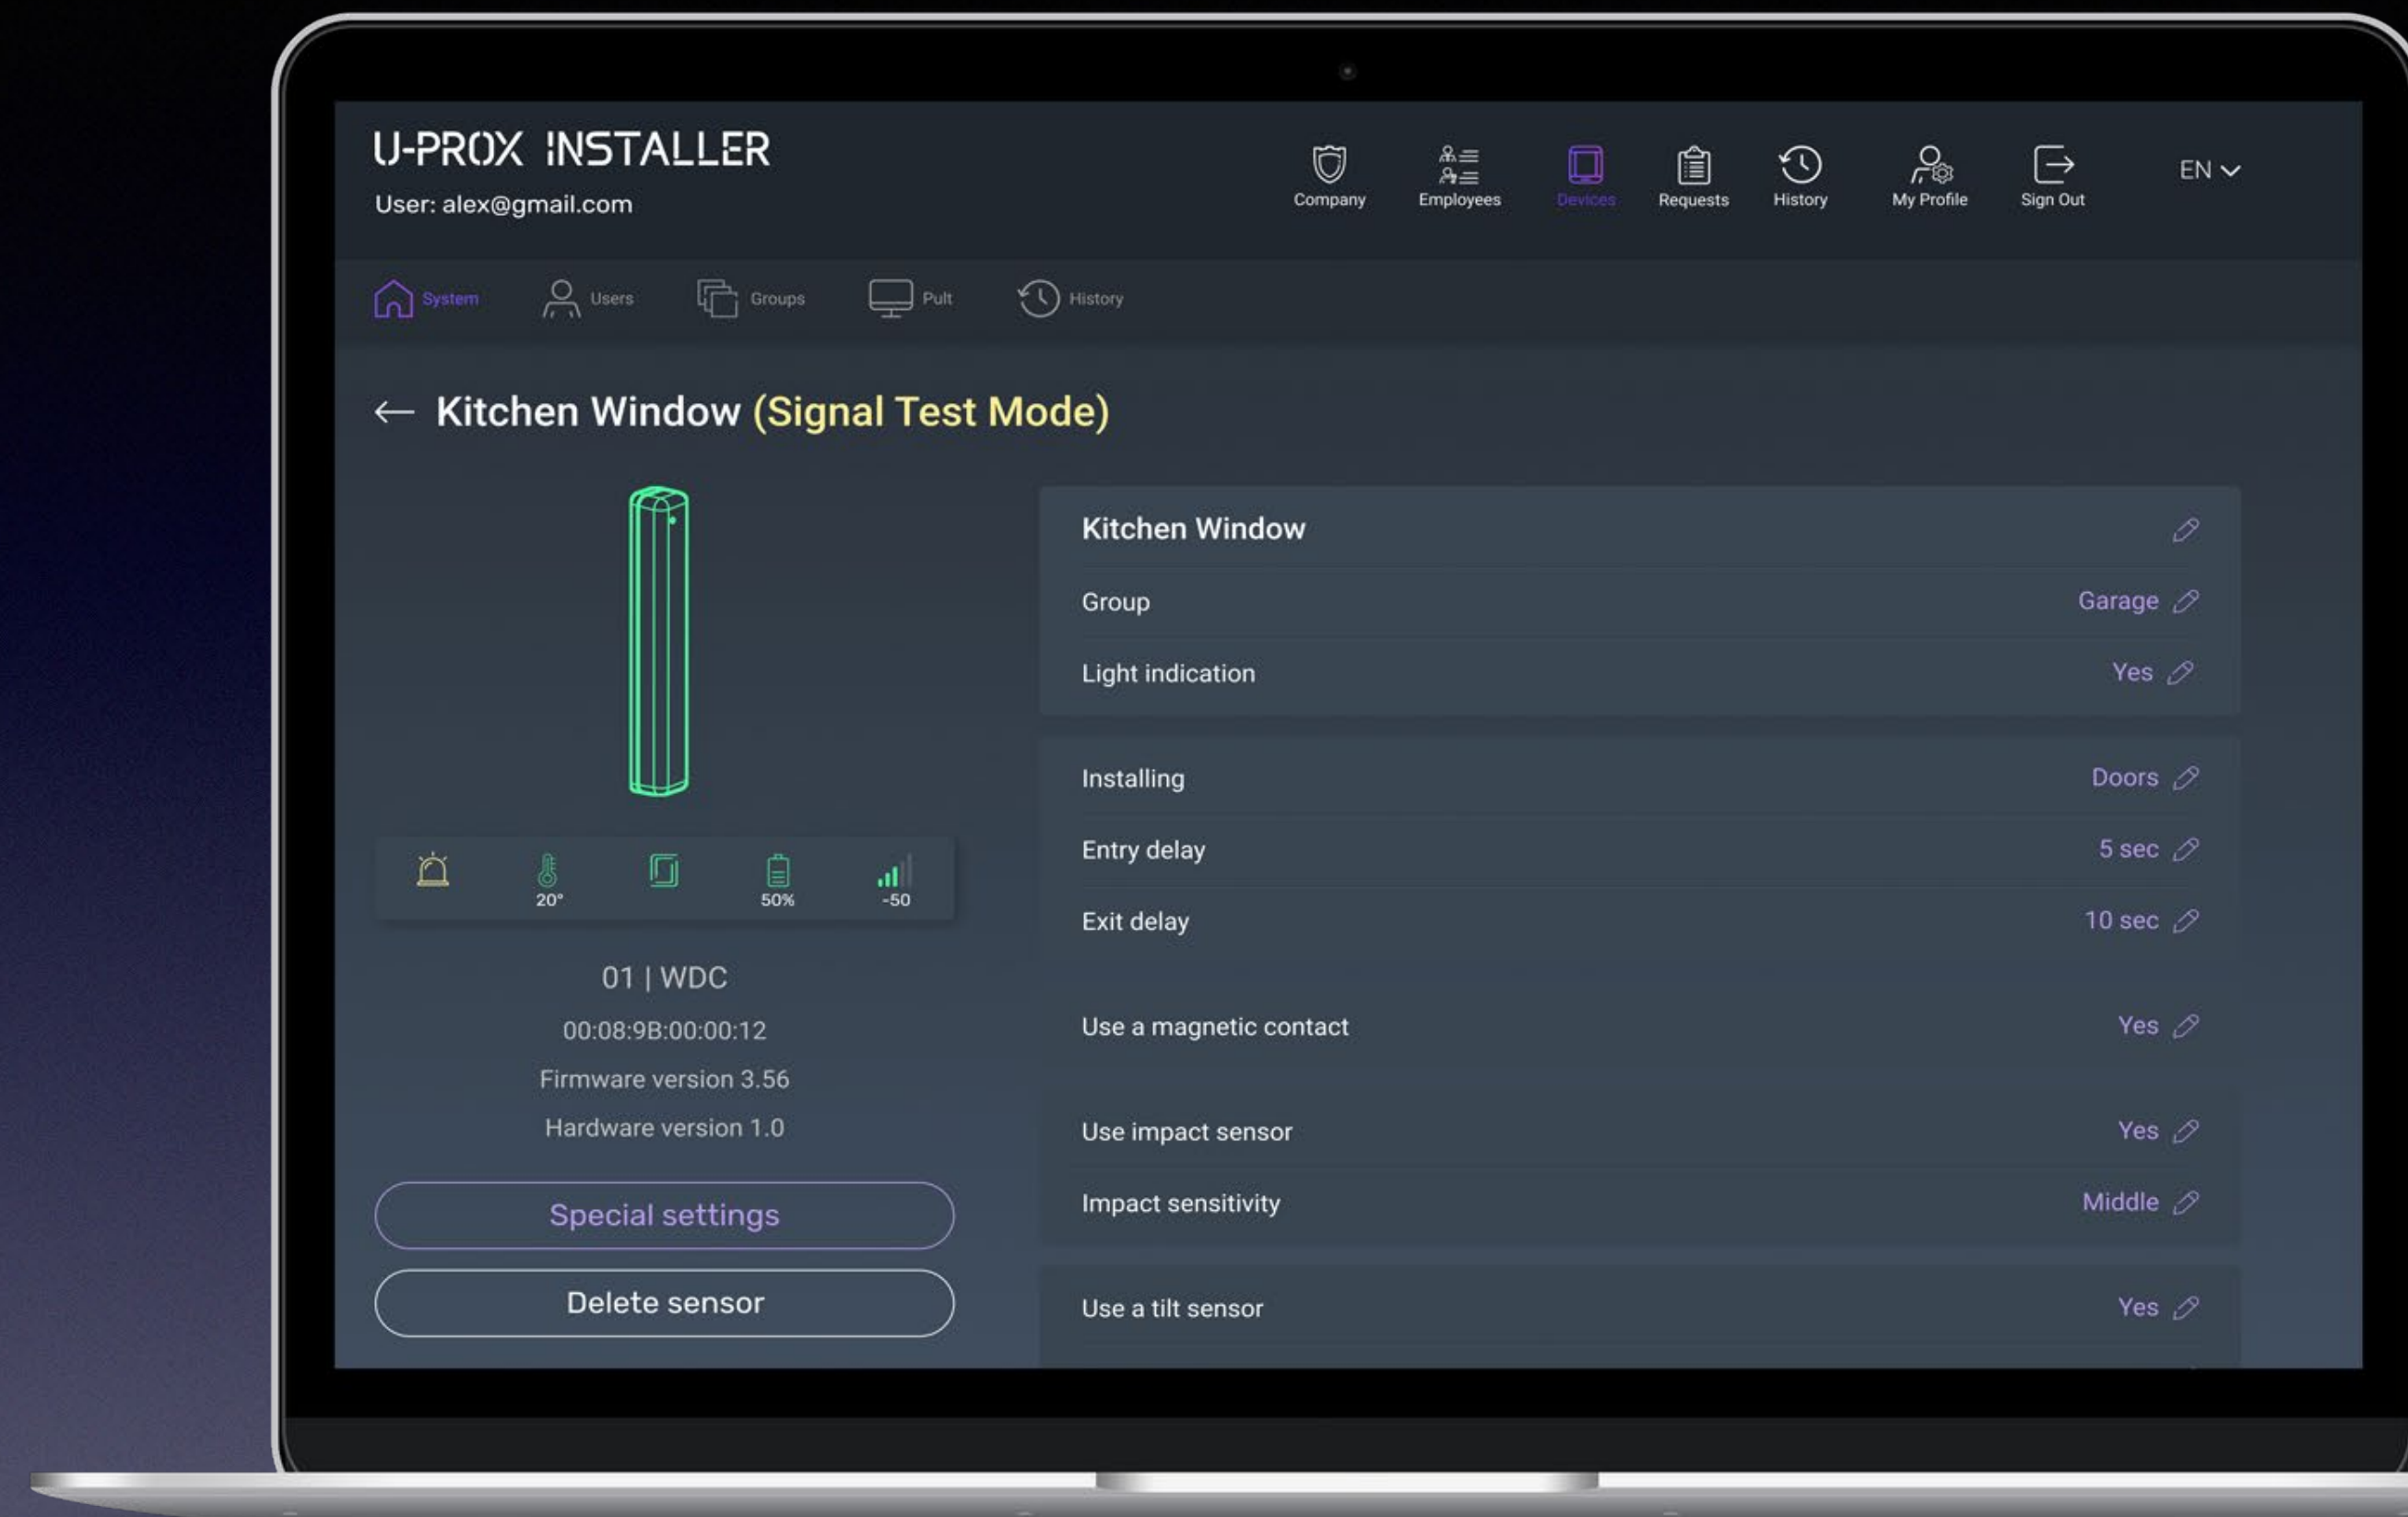 U-PROX INSTALLER
User: alex@gmail.com
Company
Employees
Devices
Requests
History
My Profile
Sign Out
EN
System
Users
Groups
Pult
History
Kitchen Window (Signal Test Mode)
20°
50%
-50
01 | WDC
00:08:9B:00:00:12
Firmware version 3.56
Hardware version 1.0
Special settings
Delete sensor
Kitchen Window
Group Garage
Light indication Yes
Installing Doors
Entry delay 5 sec
Exit delay 10 sec
Use a magnetic contact Yes
Use impact sensor Yes
Impact sensitivity Middle
Use a tilt sensor Yes